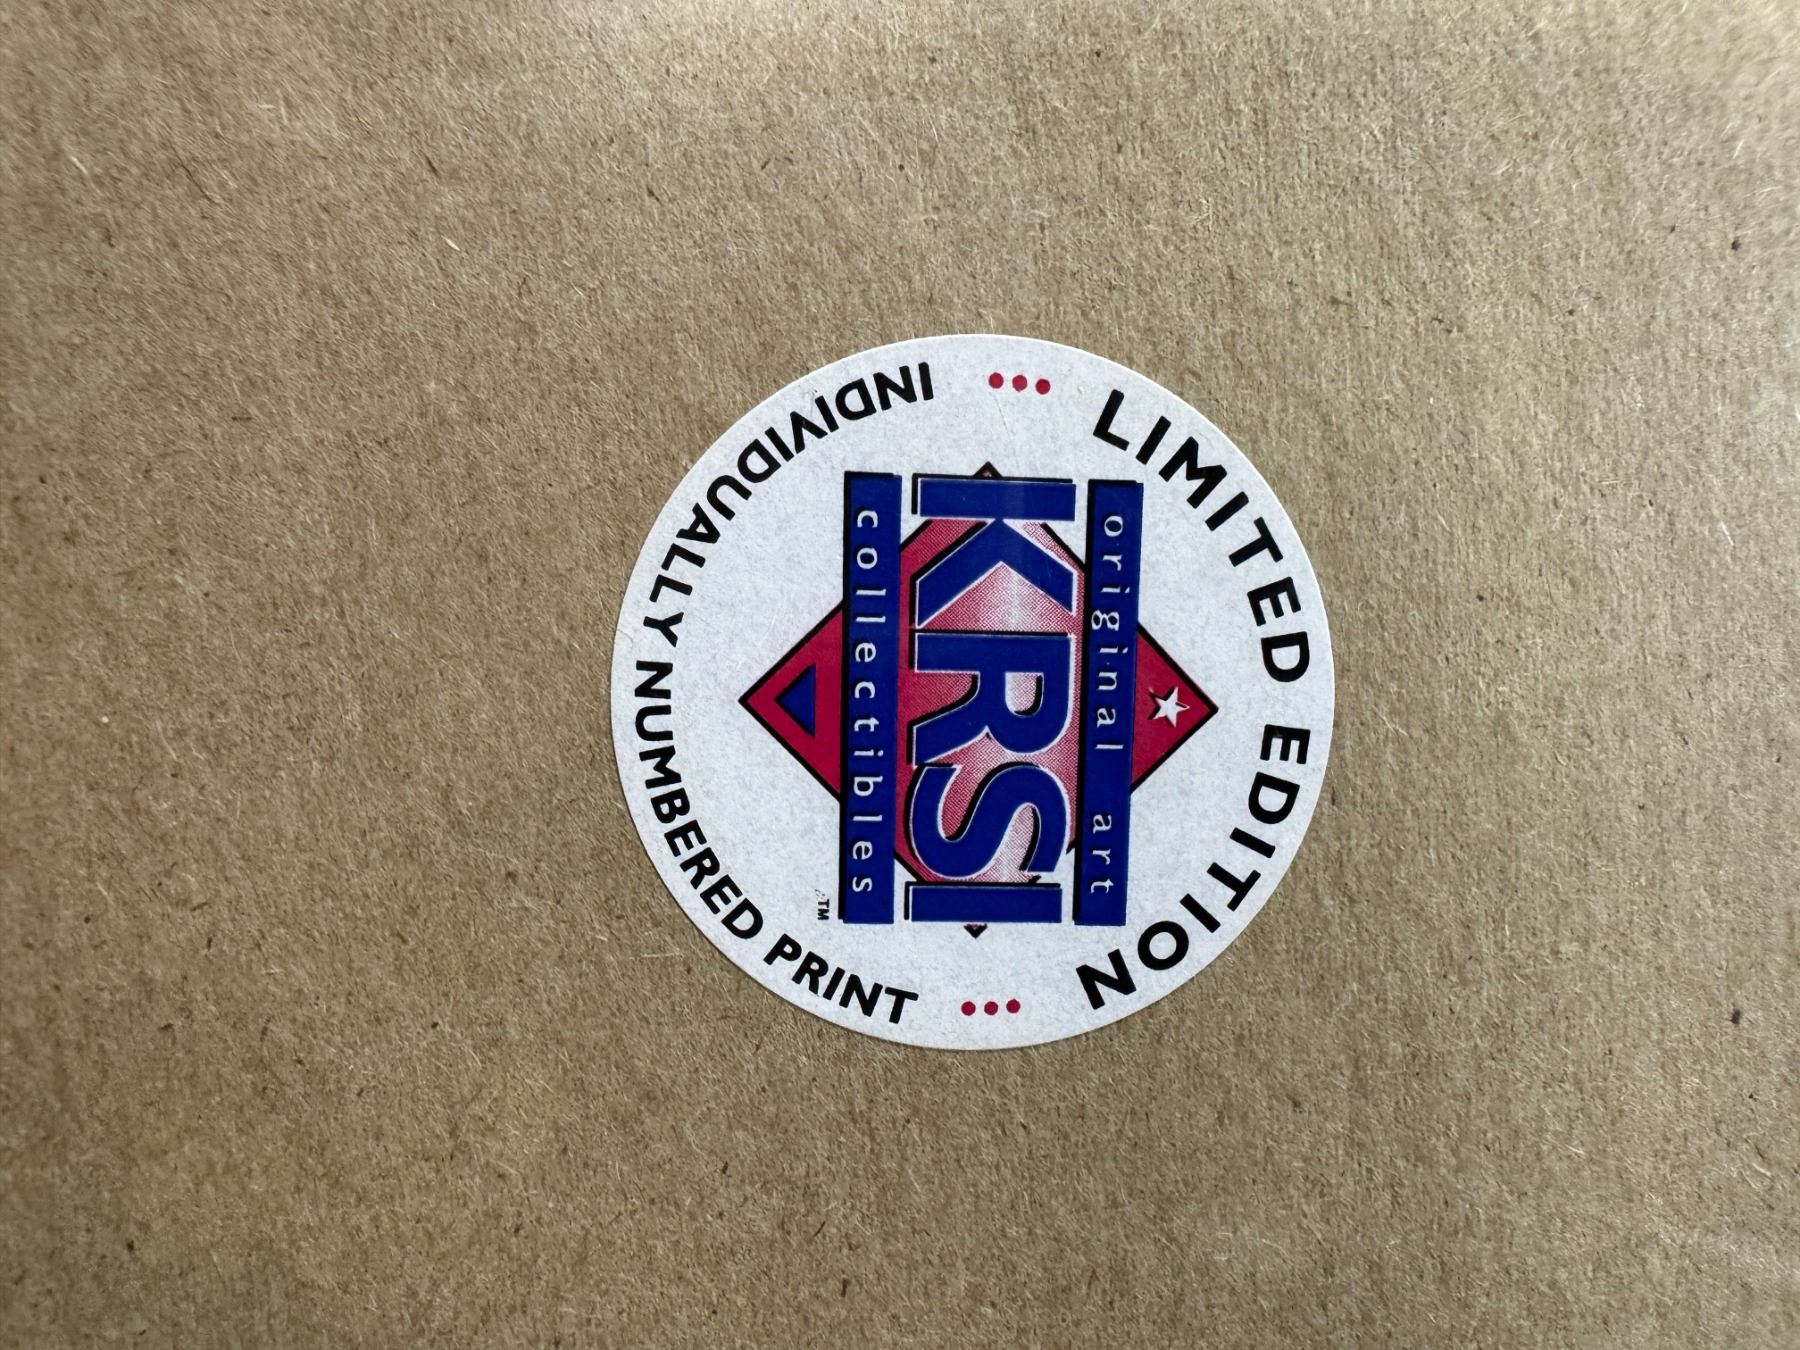 LIMITED EDITION
original art
KRSI
collectibles
™
INDIVIDUALLY NUMBERED PRINT